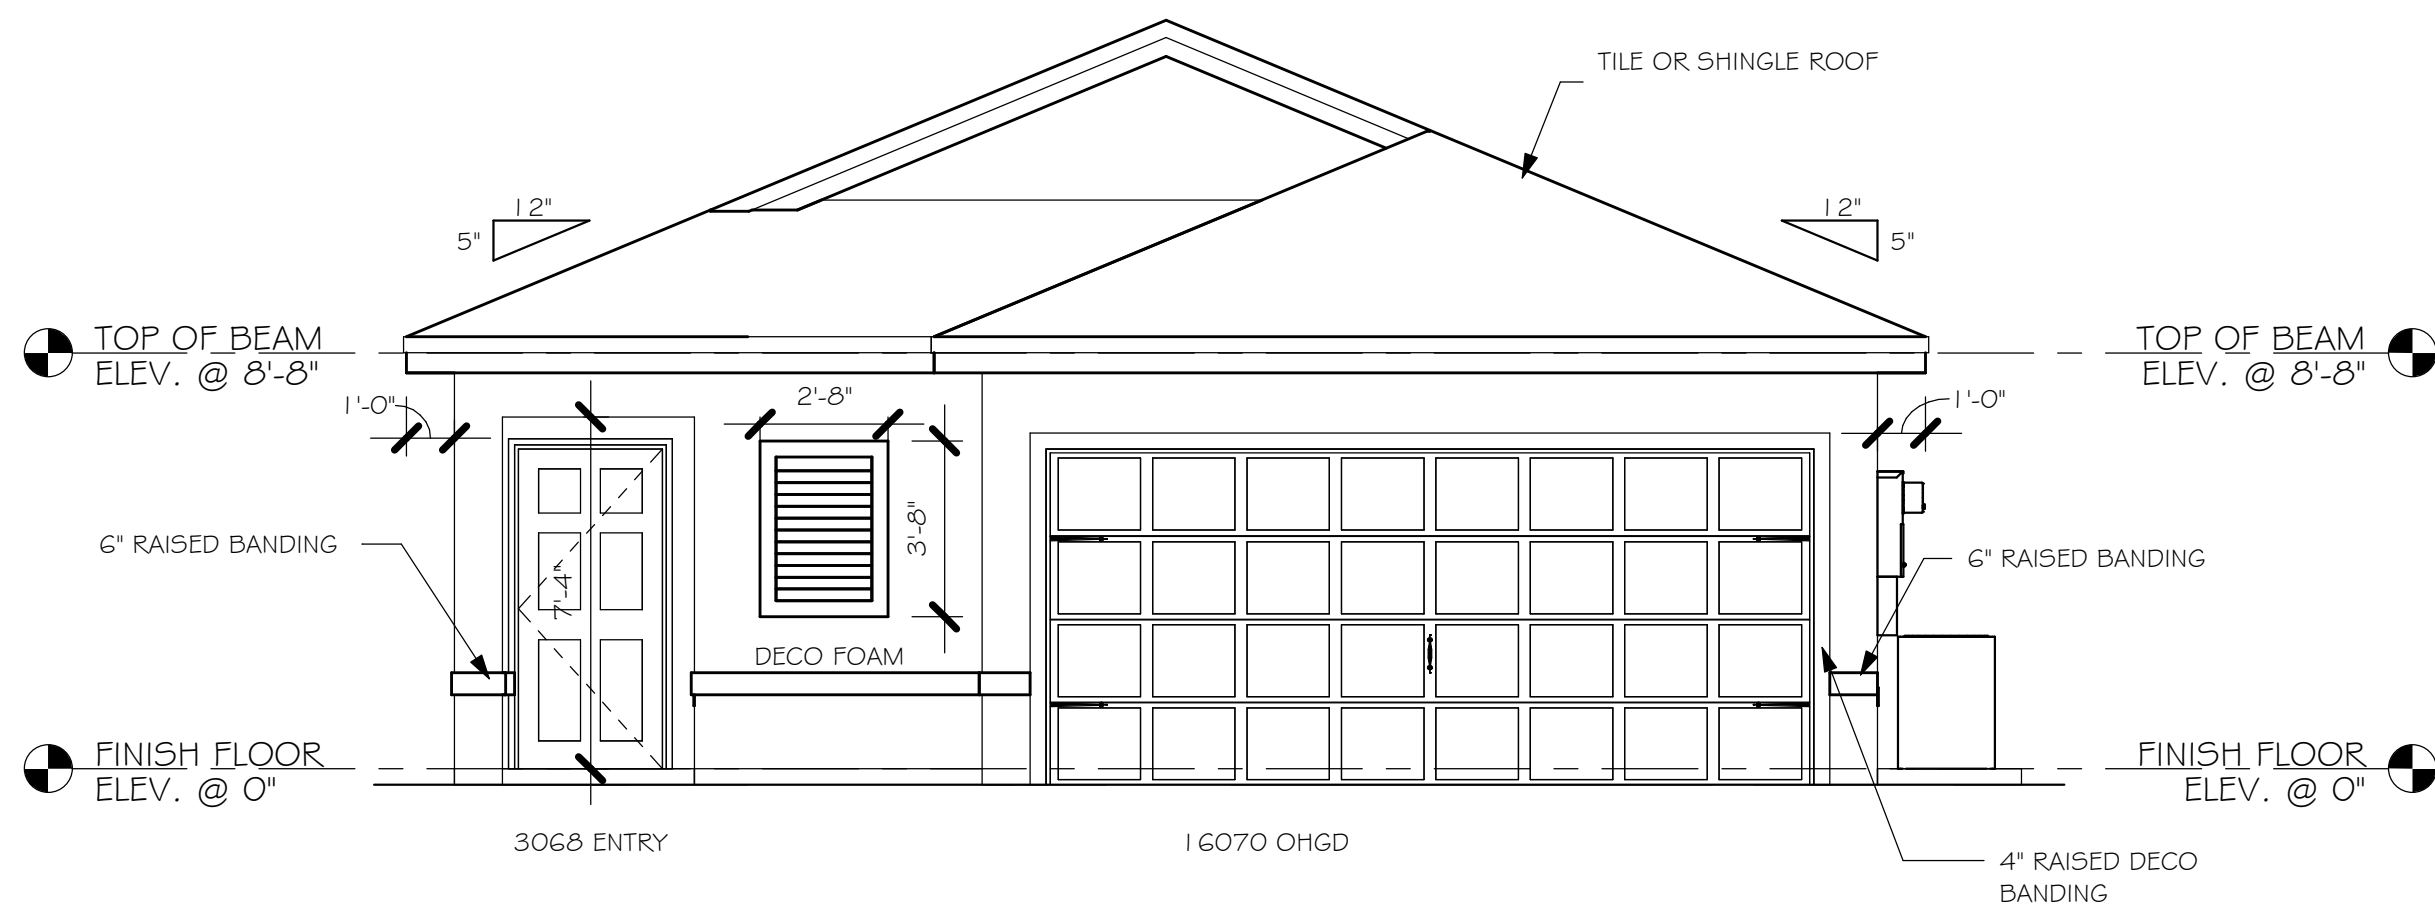 TILE OR SHINGLE ROOF
12"
5"
12"
5"
TOP OF BEAM
ELEV. @ 8'-8"
TOP OF BEAM
ELEV. @ 8'-8"
1'-0"
2'-8"
1'-0"
3'-8"
6" RAISED BANDING
7'-4"
6" RAISED BANDING
DECO FOAM
FINISH FLOOR
ELEV. @ 0"
FINISH FLOOR
ELEV. @ 0"
3068 ENTRY
16070 OHGD
4" RAISED DECO
BANDING